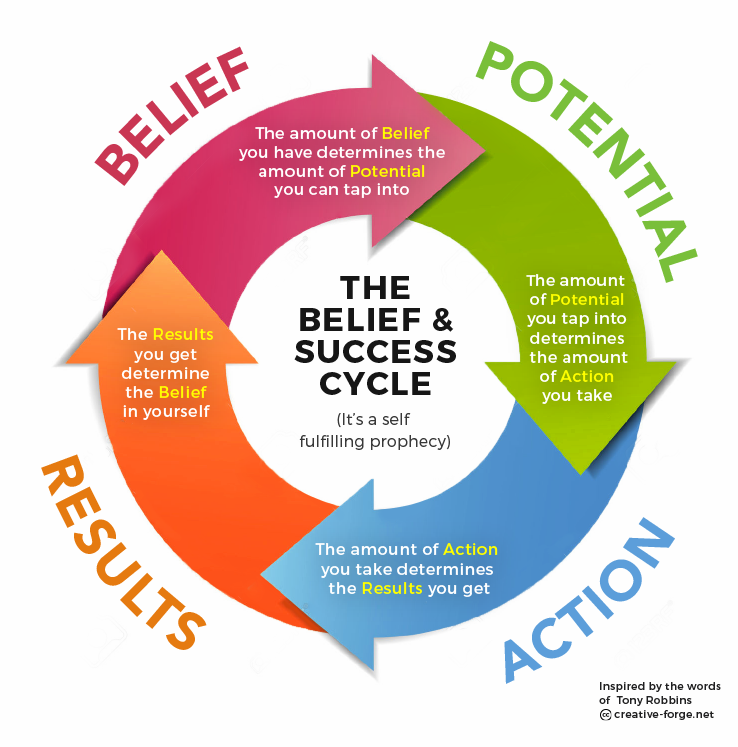 BELIEF
POTENTIAL
The amount of Belief
you have determines the
amount of Potential
you can tap into
The amount
of Potential
you tap into
determines
the amount
of Action
you take
THE
BELIEF &
SUCCESS
CYCLE
(It's a self
fulfilling prophecy)
The Results
you get
determine
the Belief
in yourself
RESULTS
The amount of Action
you take determines
the Results you get
ACTION
Inspired by the words
of Tony Robbins
cc creative-forge.net